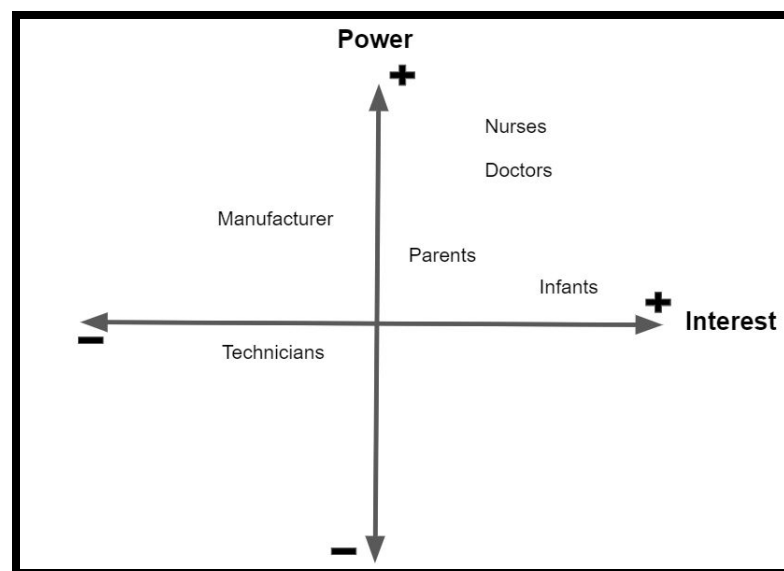 Power
Nurses
Doctors
Manufacturer
Parents
Infants
Interest
Technicians